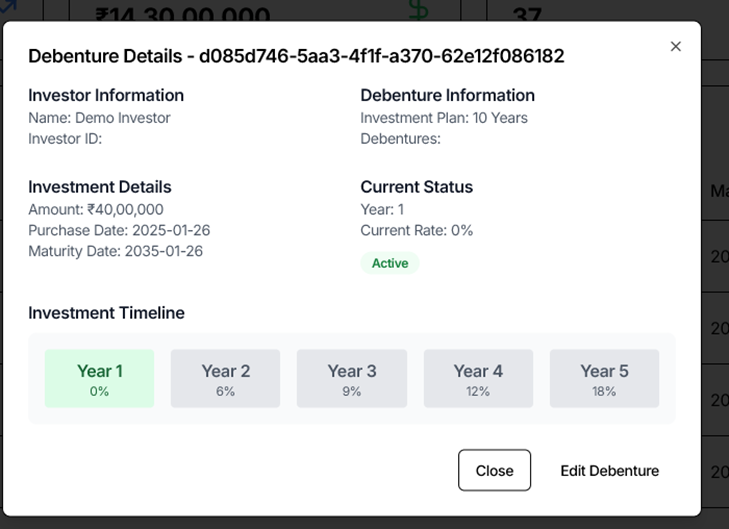 ₹14,30,00,000
37
Debenture Details - d085d746-5aa3-4f1f-a370-62e12f086182
Investor Information
Name: Demo Investor
Investor ID:
Debenture Information
Investment Plan: 10 Years
Debentures:
Investment Details
Amount: ₹40,00,000
Purchase Date: 2025-01-26
Maturity Date: 2035-01-26
Current Status
Year: 1
Current Rate: 0%
Active
Ma
20
20
20
20
Investment Timeline
Year 1
0%
Year 2
6%
Year 3
9%
Year 4
12%
Year 5
18%
Close
Edit Debenture